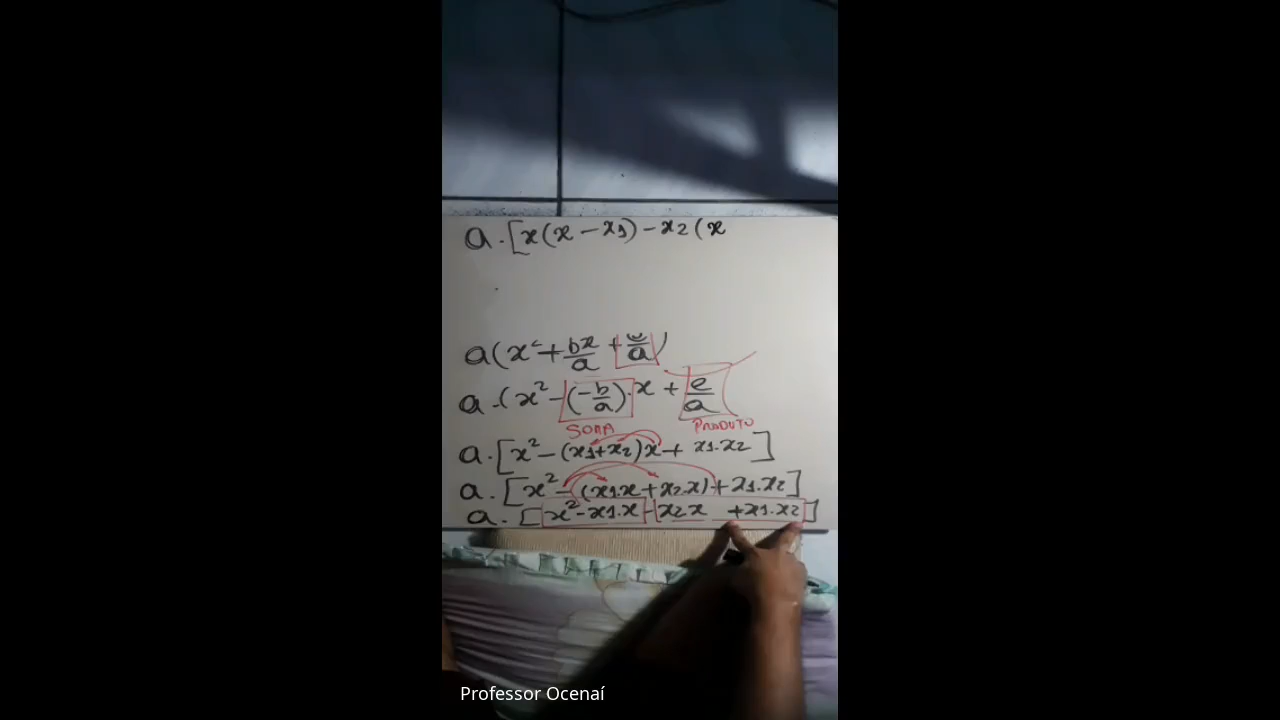 a.[x(x-x1)-x2(x
a(x²+bx/a+c/a)
a.(x²-(-b/a).x+c/a
SOMA PRODUTO
a.[x²-(x1+x2)x+x1.x2]
a.[x²-(x1.x+x2.x)+x1.x2]
a.[x²-x1.x-x2x+x1.x2]
Professor Ocenaí